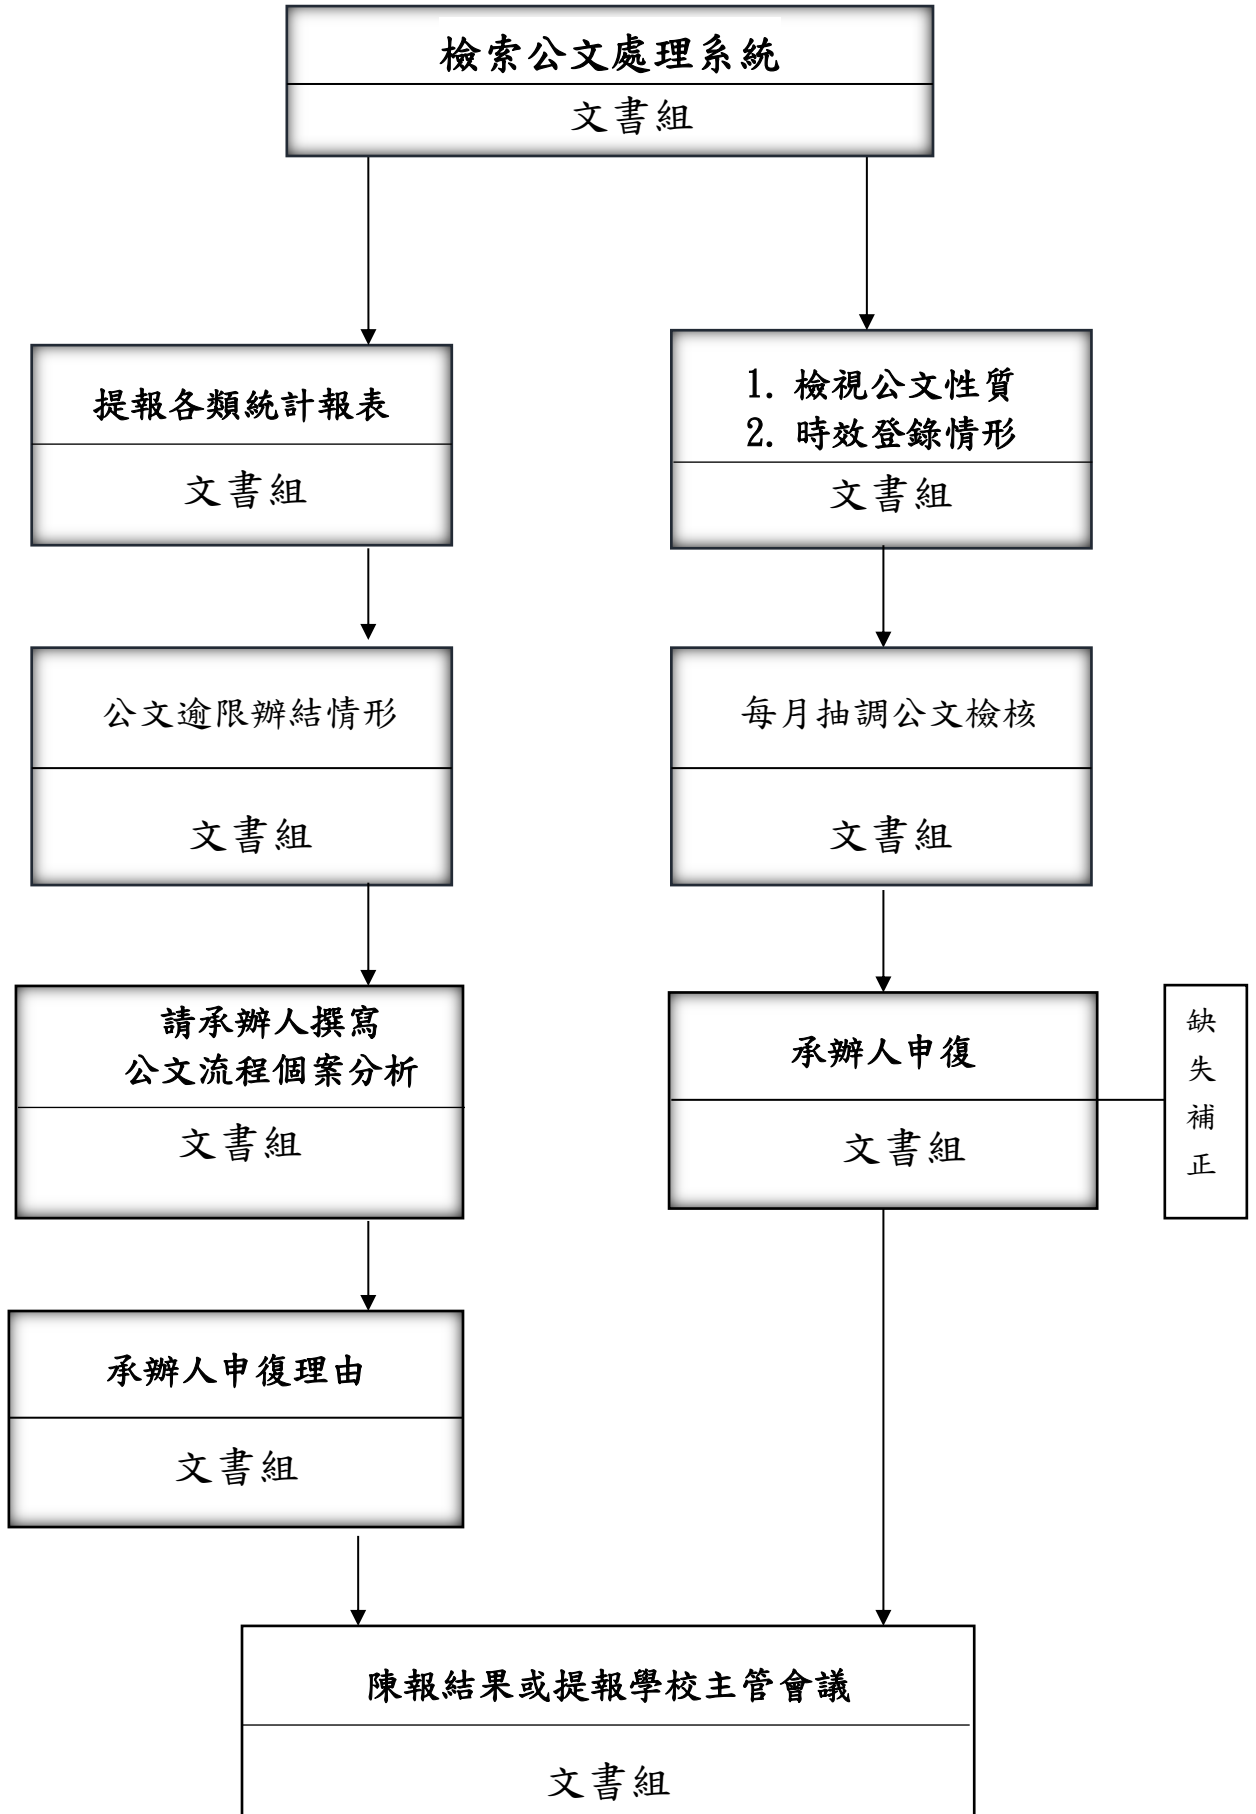 檢索公文處理系統
文書組
提報各類統計報表
文書組
1. 檢視公文性質
2. 時效登錄情形
文書組
公文逾限辦結情形
文書組
每月抽調公文檢核
文書組
請承辦人撰寫
公文流程個案分析
文書組
承辦人申復
文書組
缺
失
補
正
承辦人申復理由
文書組
陳報結果或提報學校主管會議
文書組